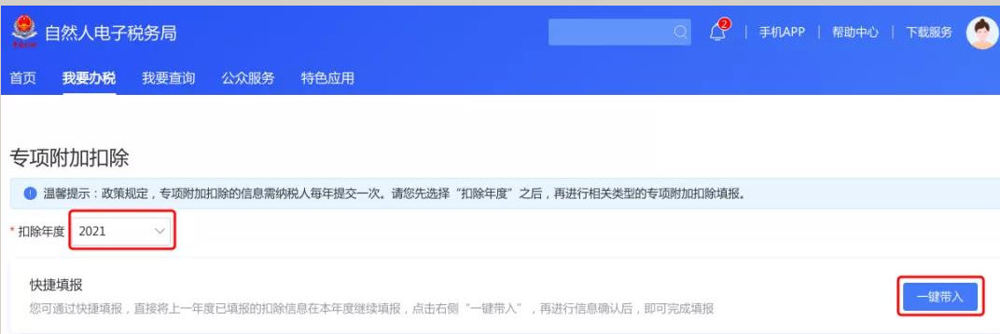 自然人电子税务局
2
手机APP | 帮助中心 | 下载服务
首页 我要办税 我要查询 公众服务 特色应用
专项附加扣除
温馨提示：政策规定，专项附加扣除的信息需纳税人每年提交一次。请您先选择“扣除年度”之后，再进行相关类型的专项附加扣除填报。
* 扣除年度 2021
快捷填报
您可通过快捷填报，直接将上一年度已填报的扣除信息在本年度继续填报，点击右侧“一键带入”，再进行信息确认后，即可完成填报
一键带入